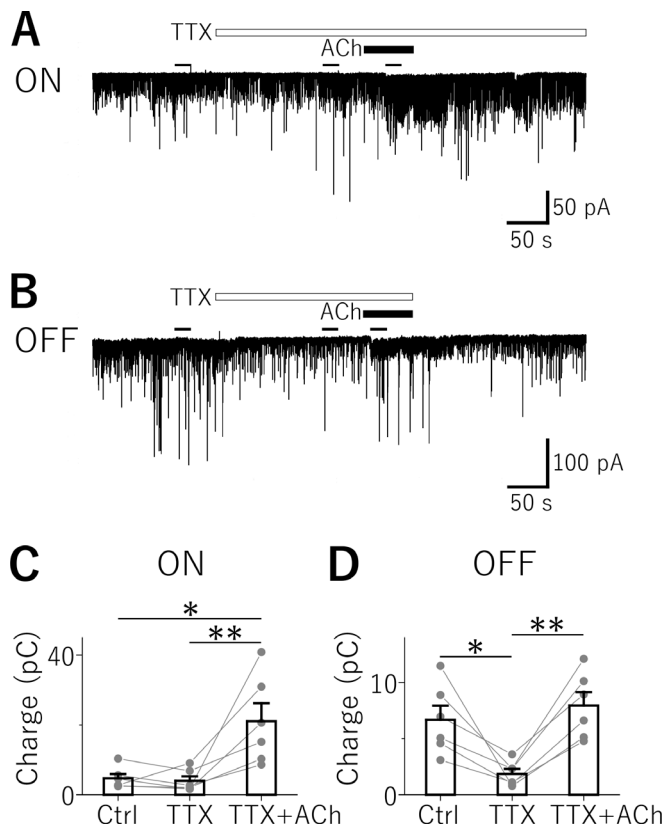 A
TTX
ACh
ON
50 pA
50 s
B
TTX
ACh
OFF
100 pA
50 s
C
ON
D
OFF
*
**
*
**
Charge (pC)
40
0
Ctrl
TTX
TTX+ACh
Charge (pC)
10
0
Ctrl
TTX
TTX+ACh